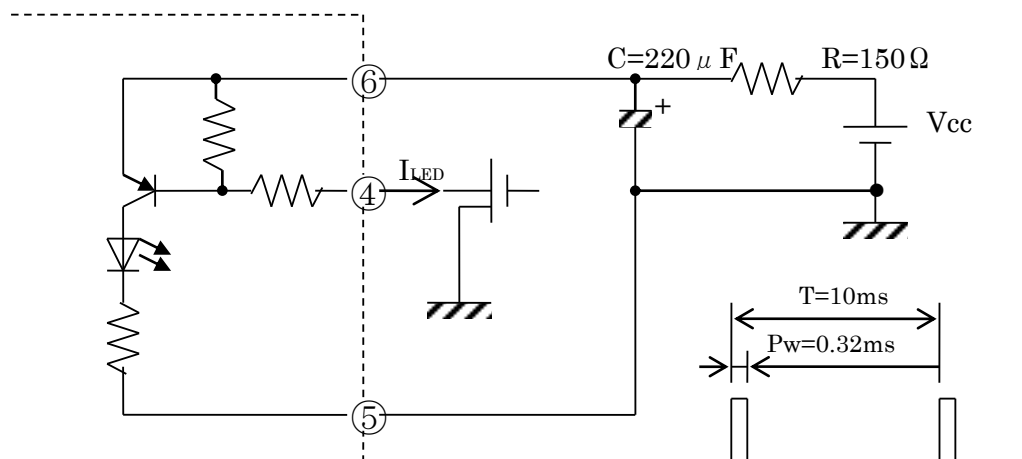 C=220μF
R=150Ω
⑥
+
Vcc
ILED
④
T=10ms
Pw=0.32ms
⑤